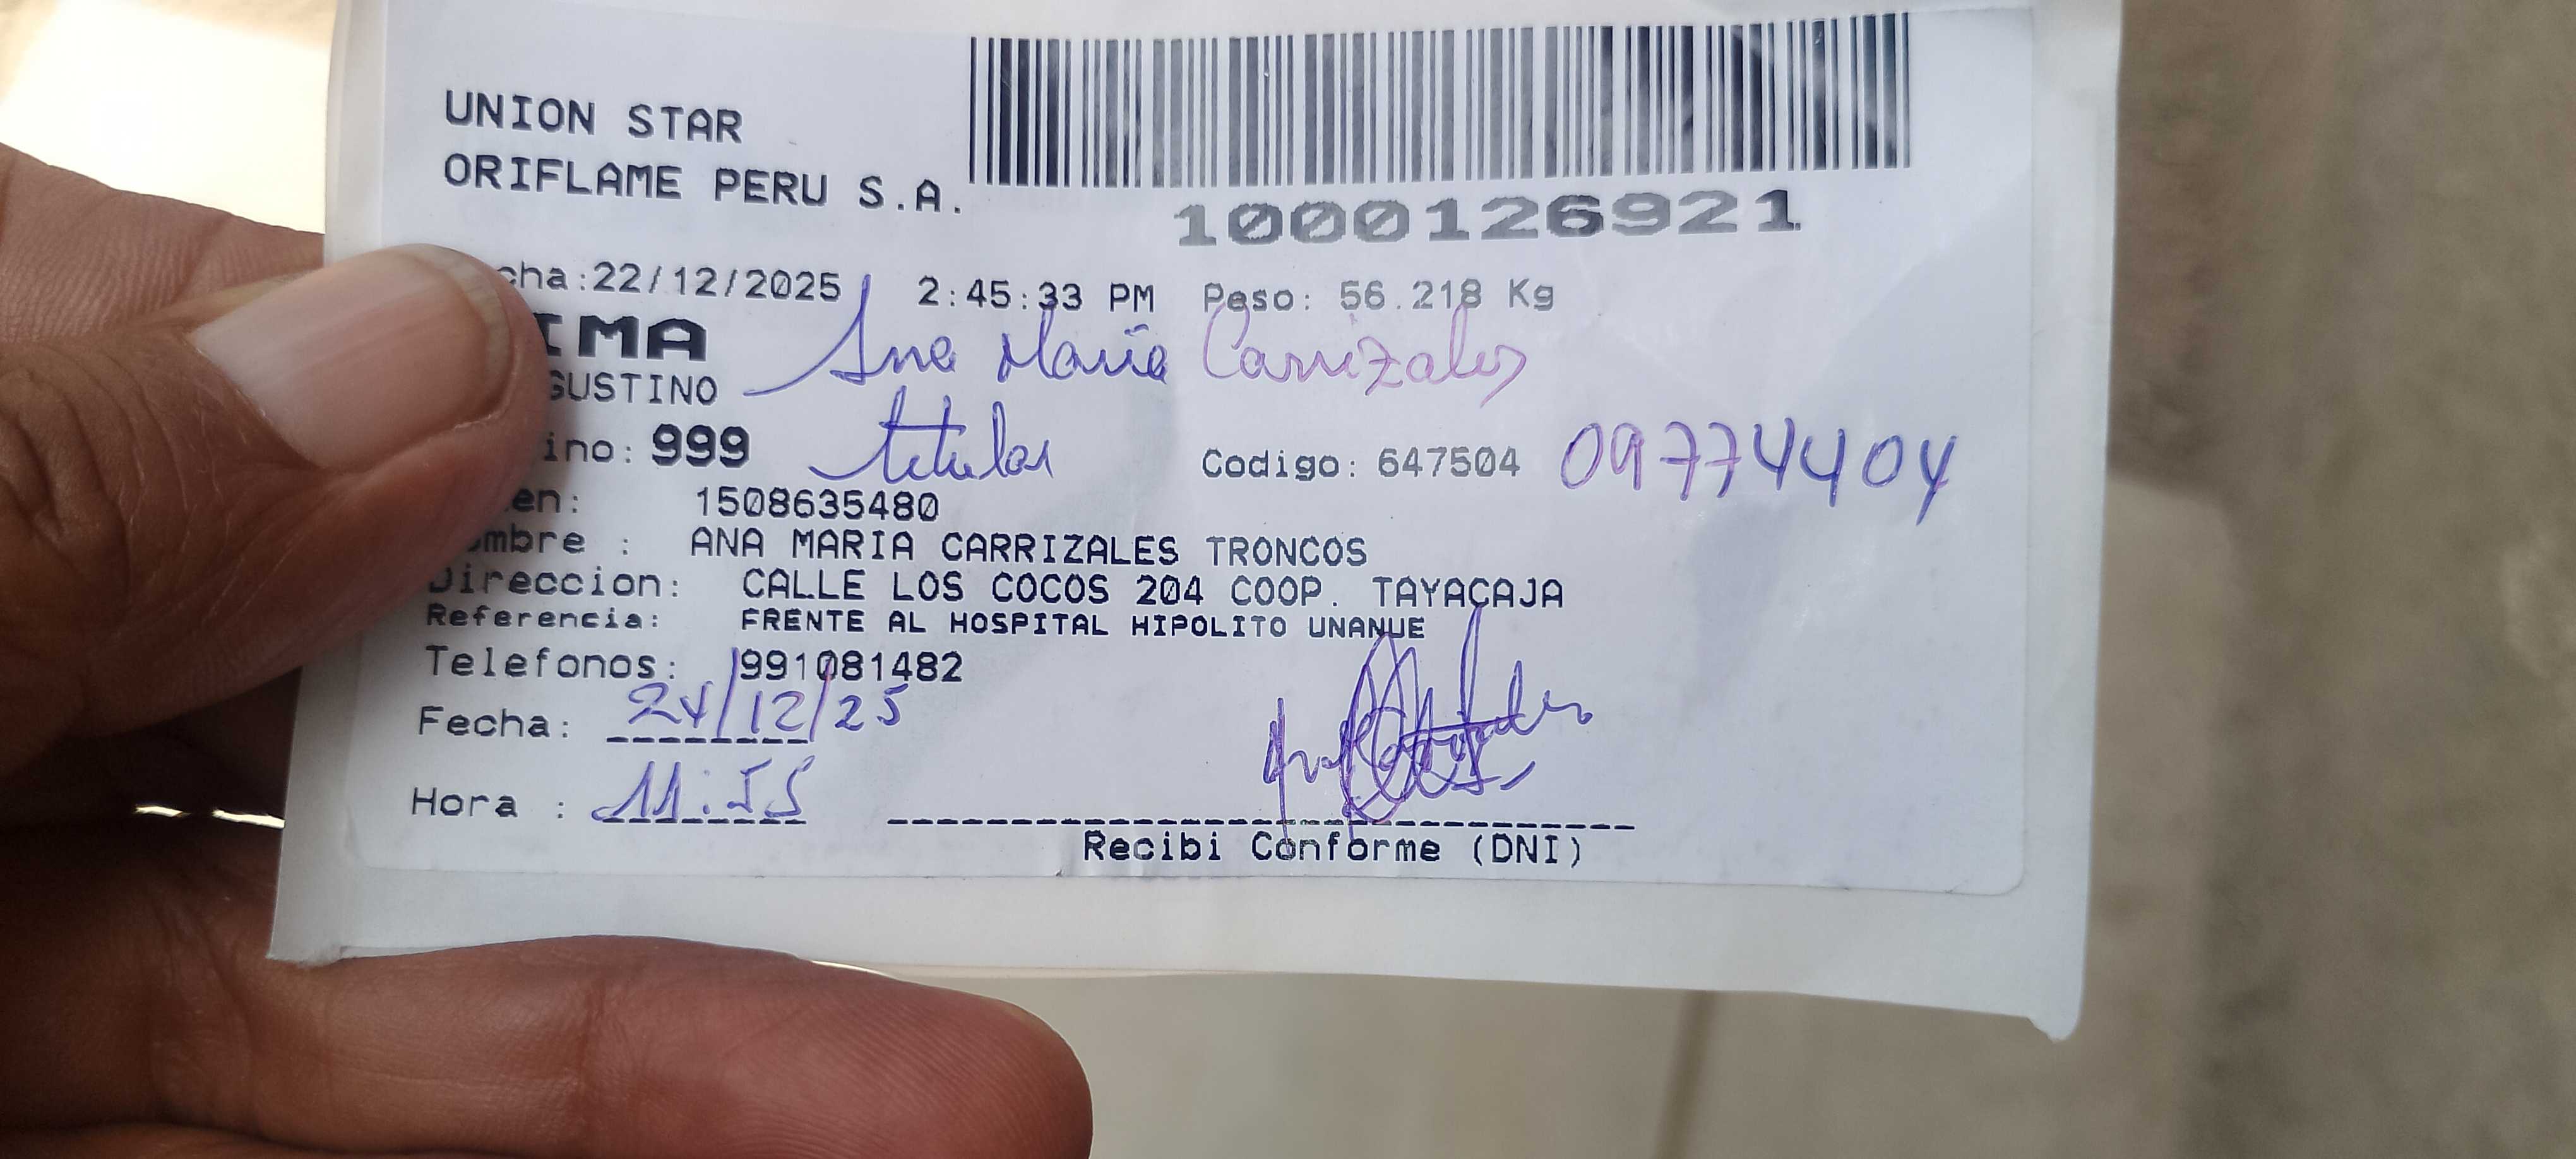 UNION STAR
ORIFLAME PERU S.A.
1000126921
cha:22/12/2025 2:45:33 PM Peso: 56.218 Kg
IMA
Ana María Carrizales
GUSTINO
titular
ino: 999 Codigo: 647504 09774404
en: 1508635480
ombre : ANA MARIA CARRIZALES TRONCOS
Direccion: CALLE LOS COCOS 204 COOP. TAYACAJA
Referencia: FRENTE AL HOSPITAL HIPOLITO UNANUE
Telefonos: 991081482
Fecha: 24/12/25
Hora : 11:55
Recibi Conforme (DNI)